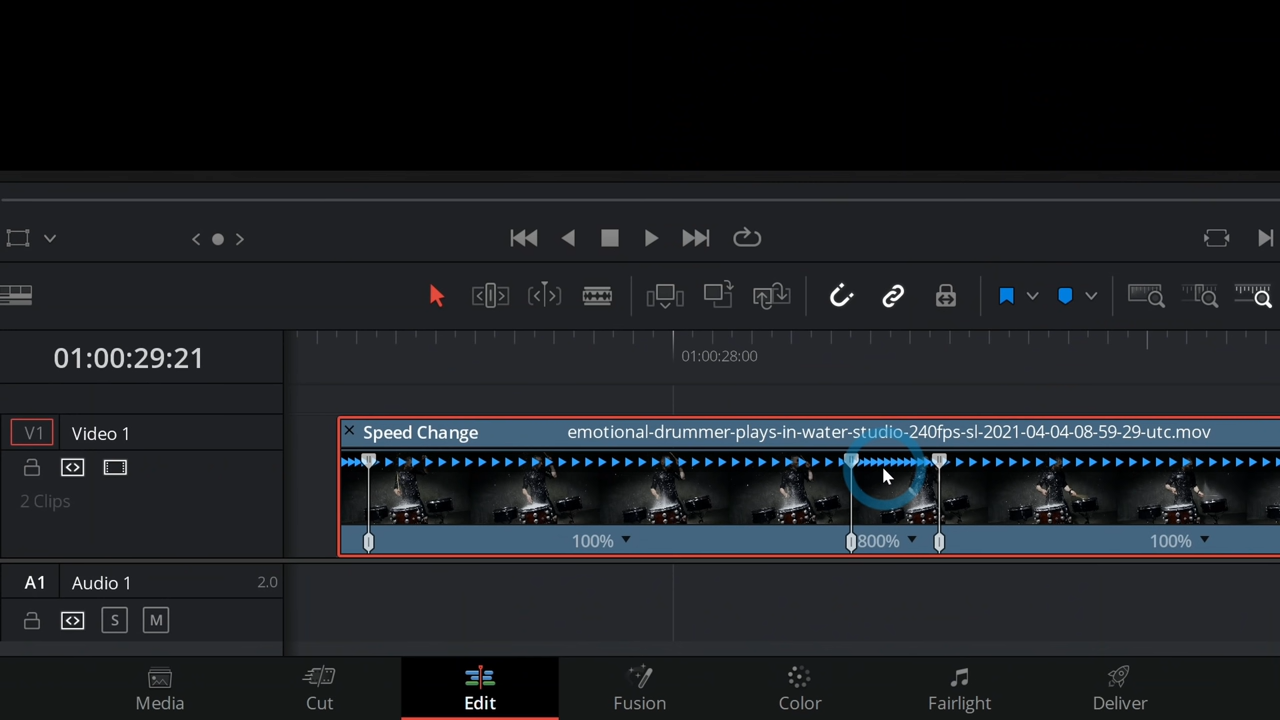 01:00:29:21
01:00:28:00
V1
Video 1
Speed Change
emotional-drummer-plays-in-water-studio-240fps-sl-2021-04-04-08-59-29-utc.mov
2 Clips
100%
800%
100%
A1
Audio 1
2.0
S
M
Media
Cut
Edit
Fusion
Color
Fairlight
Deliver